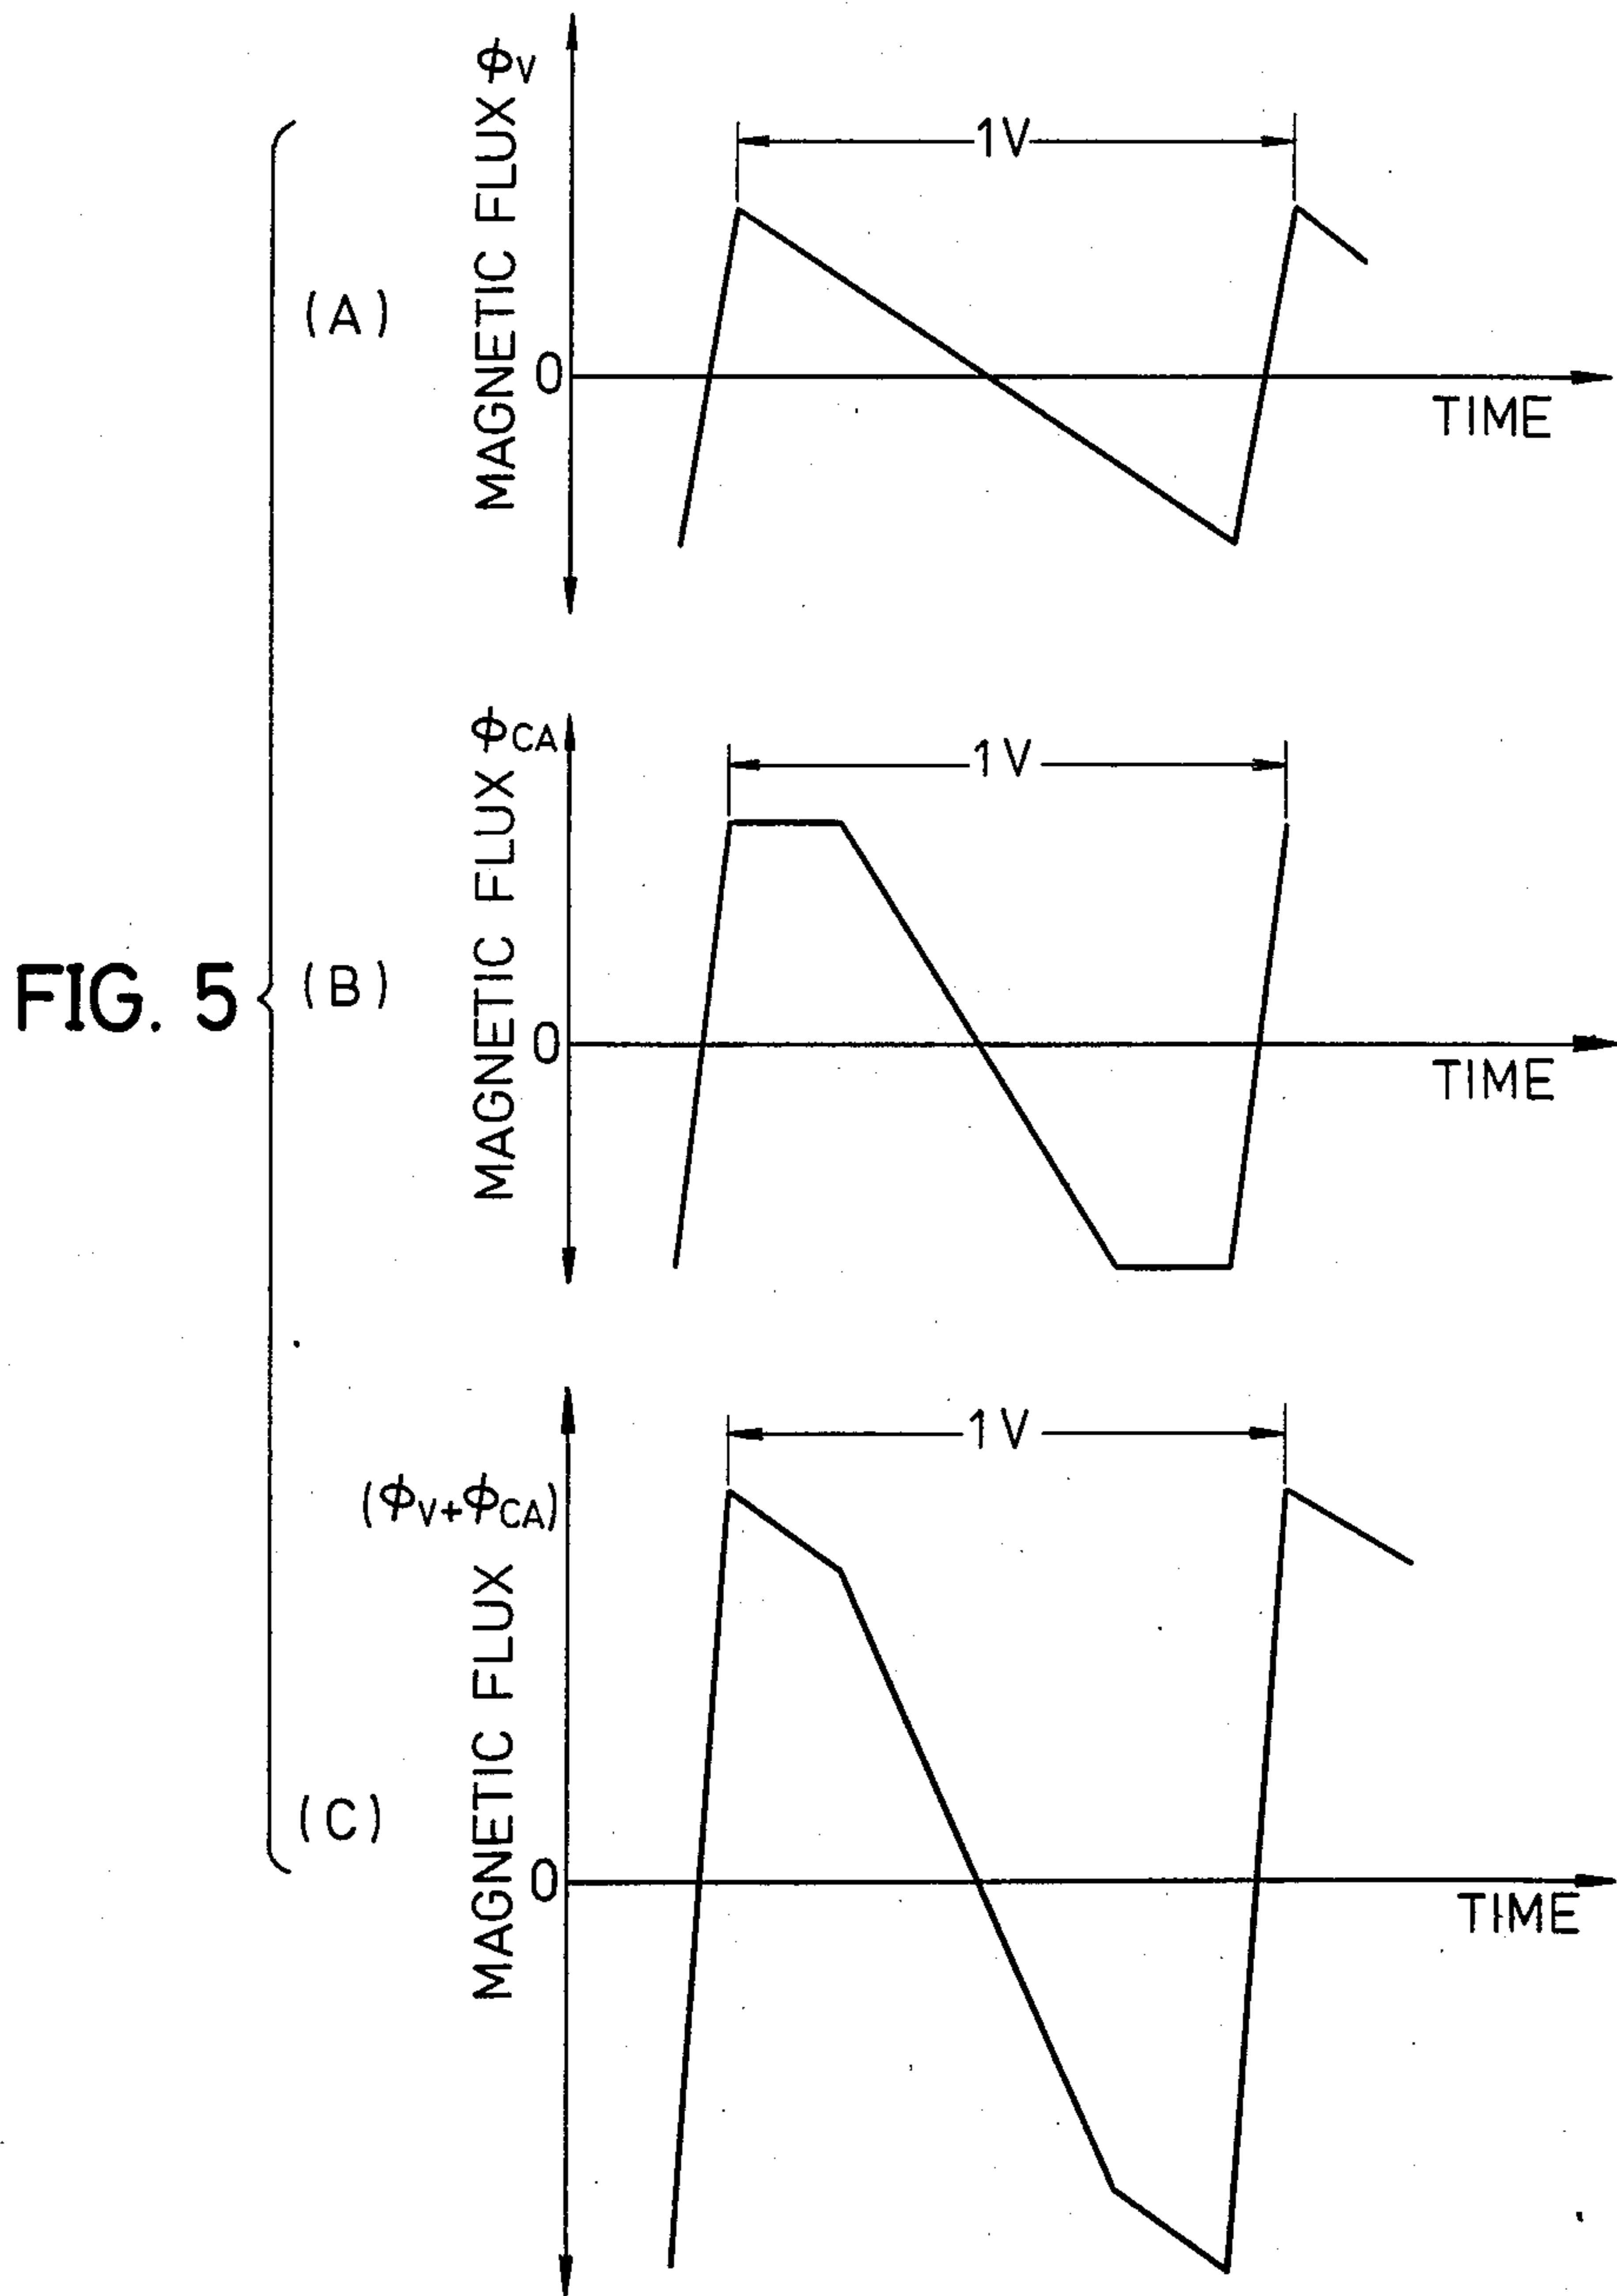 FIG. 5
(A)
MAGNETIC FLUX ϕV
1V
0
TIME
(B)
MAGNETIC FLUX ϕCA
1V
0
TIME
(C)
(ϕV+ϕCA)
MAGNETIC FLUX
1V
0
TIME